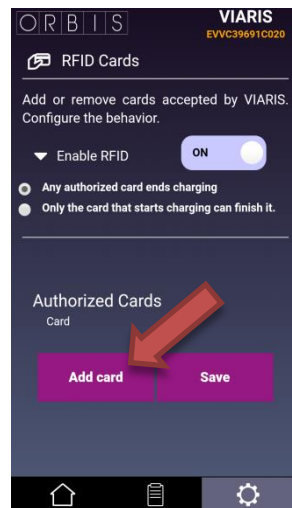 ORBIS
VIARIS
EVVC39691C020
RFID Cards
Add or remove cards accepted by VIARIS.
Configure the behavior.
Enable RFID
ON
Any authorized card ends charging
Only the card that starts charging can finish it.
Authorized Cards
Card
Add card
Save